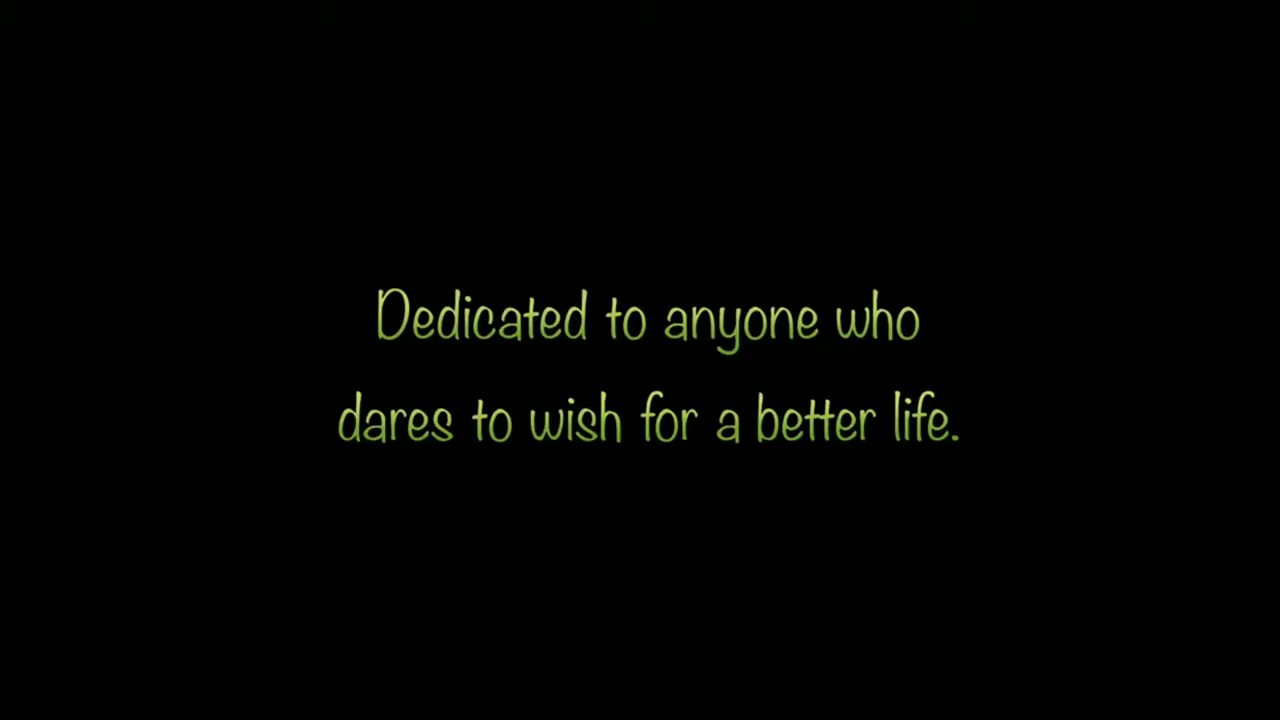 Dedicated to anyone who
dares to wish for a better life.